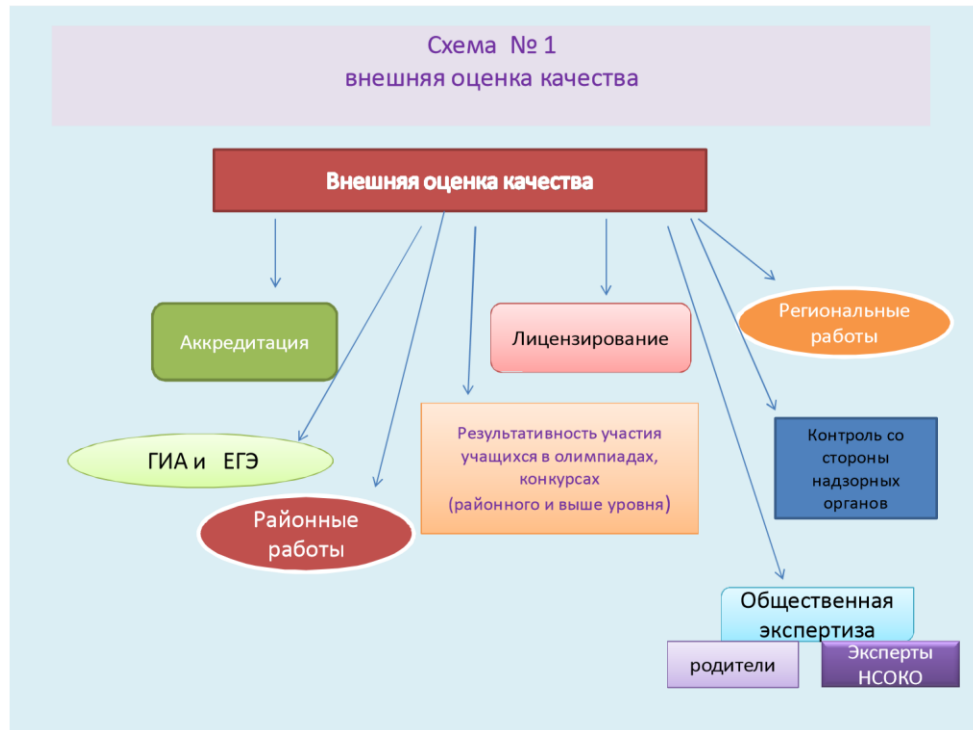 Схема № 1
внешняя оценка качества
Внешняя оценка качества
Аккредитация
Лицензирование
Региональные
работы
ГИА и ЕГЭ
Районные
работы
Результативность участия
учащихся в олимпиадах,
конкурсах
(районного и выше уровня)
Контроль со
стороны
надзорных
органов
Общественная
экспертиза
родители
Эксперты
НСОКО